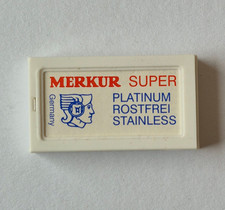 MERKUR SUPER
PLATINUM
ROSTFREI
STAINLESS
Germany